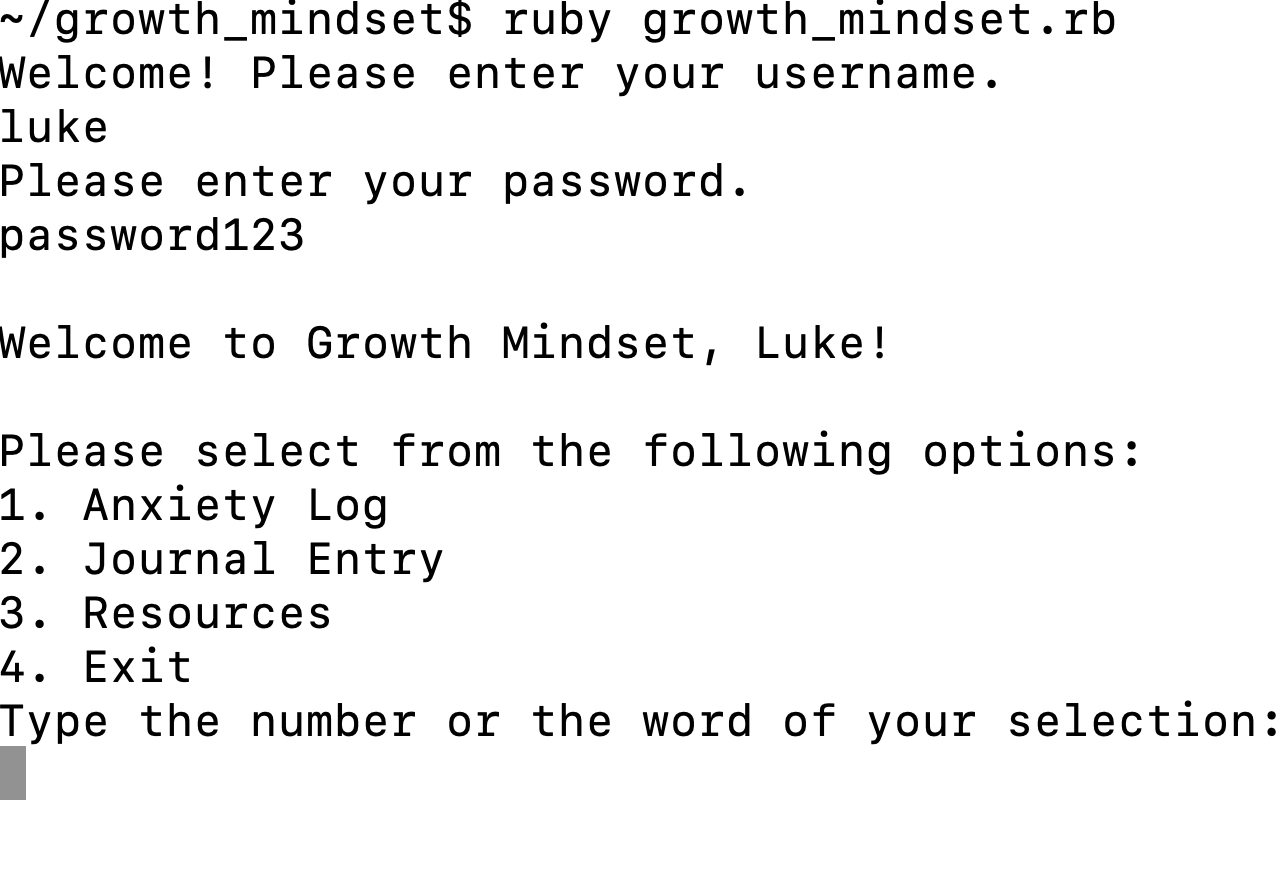 ~/growth_mindset$ ruby growth_mindset.rb
Welcome! Please enter your username.
luke
Please enter your password.
password123
Welcome to Growth Mindset, Luke!
Please select from the following options:
1. Anxiety Log
2. Journal Entry
3. Resources
4. Exit
Type the number or the word of your selection: